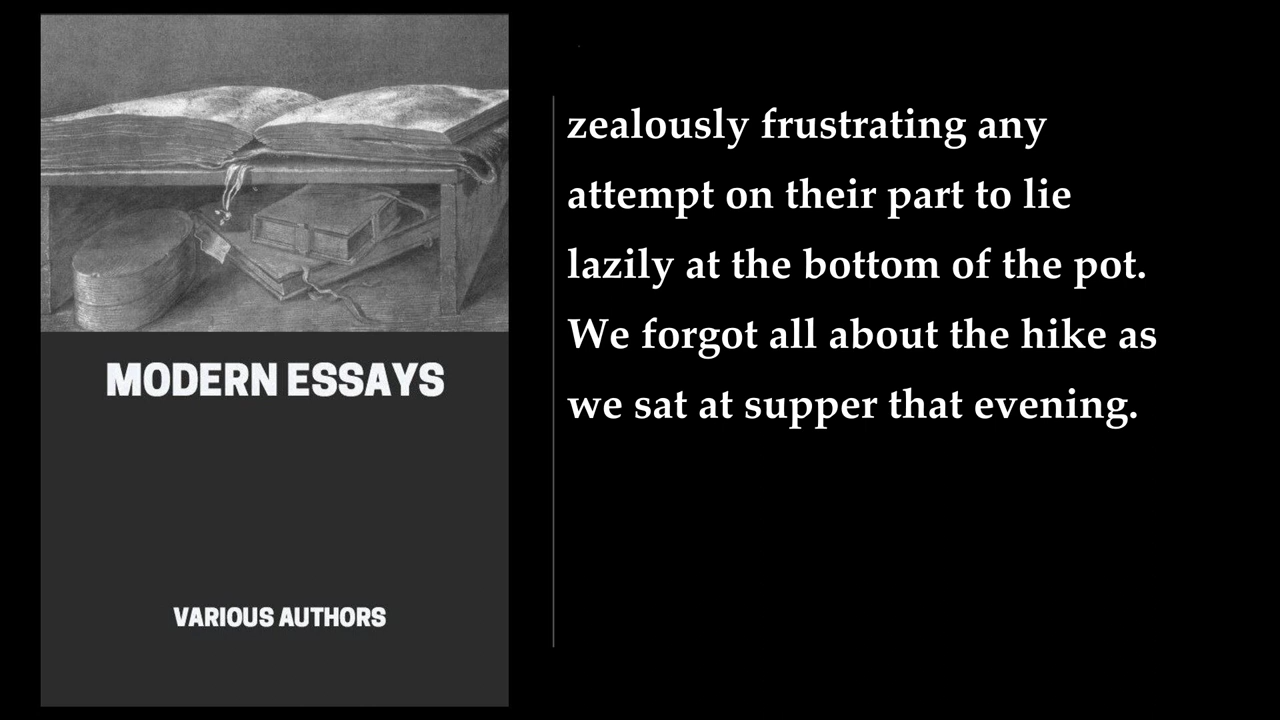 MODERN ESSAYS
VARIOUS AUTHORS
zealously frustrating any
attempt on their part to lie
lazily at the bottom of the pot.
We forgot all about the hike as
we sat at supper that evening.